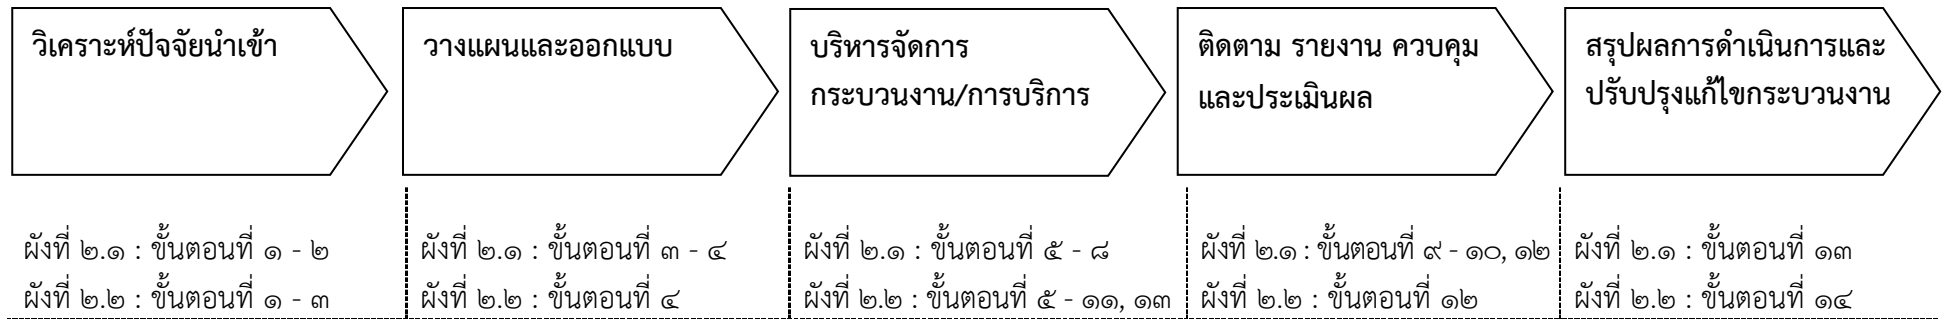 วิเคราะห์ปัจจัยนำเข้า
วางแผนและออกแบบ
บริหารจัดการ
กระบวนงาน/การบริการ
ติดตาม รายงาน ควบคุม
และประเมินผล
สรุปผลการดำเนินการและ
ปรับปรุงแก้ไขกระบวนงาน
ผังที่ ๒.๑ : ขั้นตอนที่ ๑ - ๒
ผังที่ ๒.๒ : ขั้นตอนที่ ๑ - ๓
ผังที่ ๒.๑ : ขั้นตอนที่ ๓ - ๔
ผังที่ ๒.๒ : ขั้นตอนที่ ๔
ผังที่ ๒.๑ : ขั้นตอนที่ ๕ - ๘
ผังที่ ๒.๒ : ขั้นตอนที่ ๕ - ๑๑, ๑๓
ผังที่ ๒.๑ : ขั้นตอนที่ ๙ - ๑๐, ๑๒
ผังที่ ๒.๒ : ขั้นตอนที่ ๑๒
ผังที่ ๒.๑ : ขั้นตอนที่ ๑๓
ผังที่ ๒.๒ : ขั้นตอนที่ ๑๔